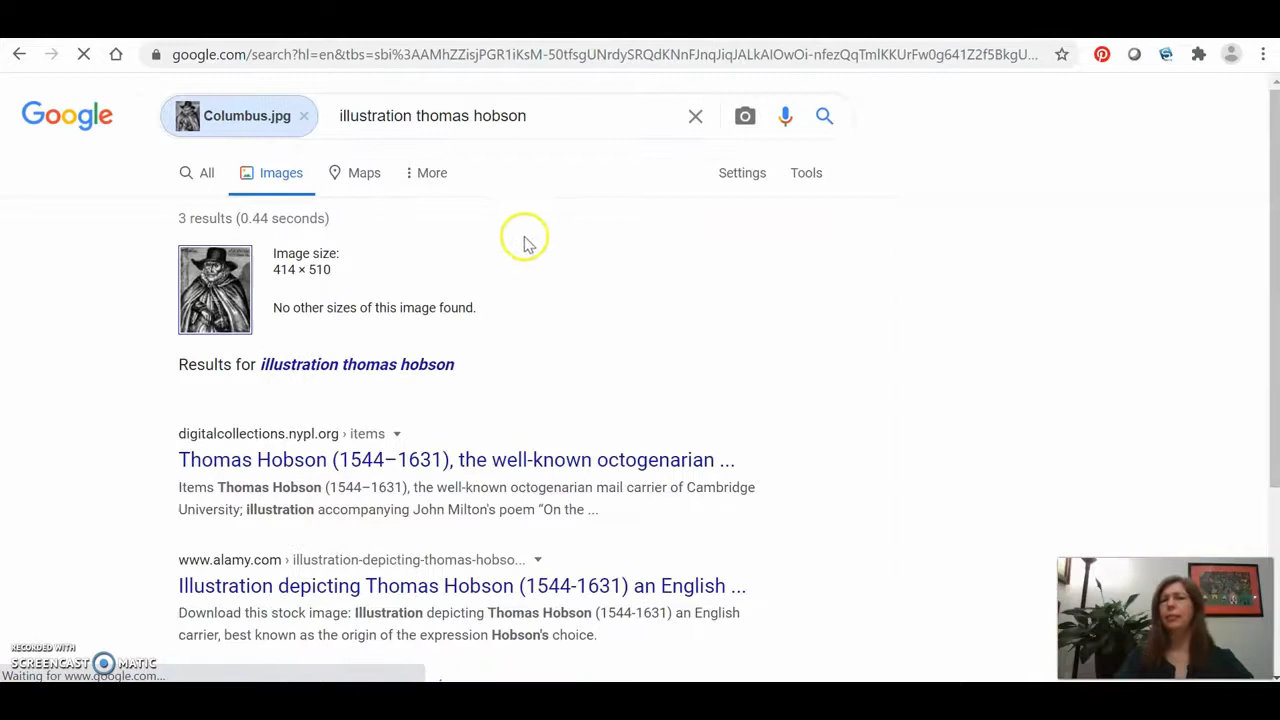 google.com/search?hl=en&tbs=sbi%3AAMhZZisjPGR1iKsM-50tfsgUNrdySRQdKNnFJnqJiqJALkAIOwOi-nfezQqTmlKKUrFw0g641Z2f5BkgU...
Google Columbus.jpg × illustration thomas hobson
All Images Maps More Settings Tools
3 results (0.44 seconds)
Image size:
414 × 510
No other sizes of this image found.
Results for illustration thomas hobson
digitalcollections.nypl.org › items
Thomas Hobson (1544–1631), the well-known octogenarian ...
Items Thomas Hobson (1544–1631), the well-known octogenarian mail carrier of Cambridge
University; illustration accompanying John Milton's poem “On the ...
www.alamy.com › illustration-depicting-thomas-hobso...
Illustration depicting Thomas Hobson (1544-1631) an English ...
Download this stock image: Illustration depicting Thomas Hobson (1544-1631) an English
carrier, best known as the origin of the expression Hobson's choice.
RECORDED WITH
SCREENCAST MATIC
Waiting for www.google.com...